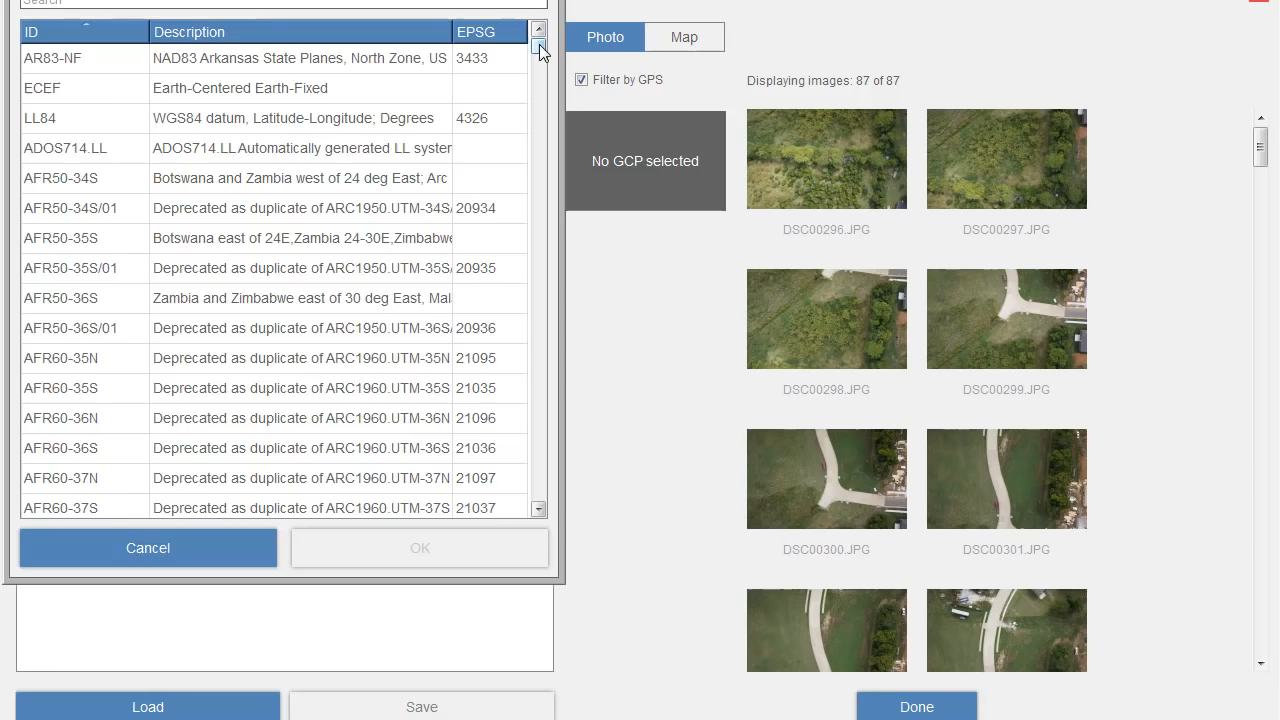 Search
ID Description EPSG
AR83-NF NAD83 Arkansas State Planes, North Zone, US 3433
ECEF Earth-Centered Earth-Fixed
LL84 WGS84 datum, Latitude-Longitude; Degrees 4326
ADOS714.LL ADOS714.LL Automatically generated LL system
AFR50-34S Botswana and Zambia west of 24 deg East; Arc
AFR50-34S/01 Deprecated as duplicate of ARC1950.UTM-34S/ 20934
AFR50-35S Botswana east of 24E,Zambia 24-30E,Zimbabwe
AFR50-35S/01 Deprecated as duplicate of ARC1950.UTM-35S/ 20935
AFR50-36S Zambia and Zimbabwe east of 30 deg East, Mal
AFR50-36S/01 Deprecated as duplicate of ARC1950.UTM-36S/ 20936
AFR60-35N Deprecated as duplicate of ARC1960.UTM-35N 21095
AFR60-35S Deprecated as duplicate of ARC1960.UTM-35S 21035
AFR60-36N Deprecated as duplicate of ARC1960.UTM-36N 21096
AFR60-36S Deprecated as duplicate of ARC1960.UTM-36S 21036
AFR60-37N Deprecated as duplicate of ARC1960.UTM-37N 21097
AFR60-37S Deprecated as duplicate of ARC1960.UTM-37S 21037
Cancel OK
Load Save
Photo Map
Filter by GPS
Displaying images: 87 of 87
No GCP selected
DSC00296.JPG DSC00297.JPG
DSC00298.JPG DSC00299.JPG
DSC00300.JPG DSC00301.JPG
Done